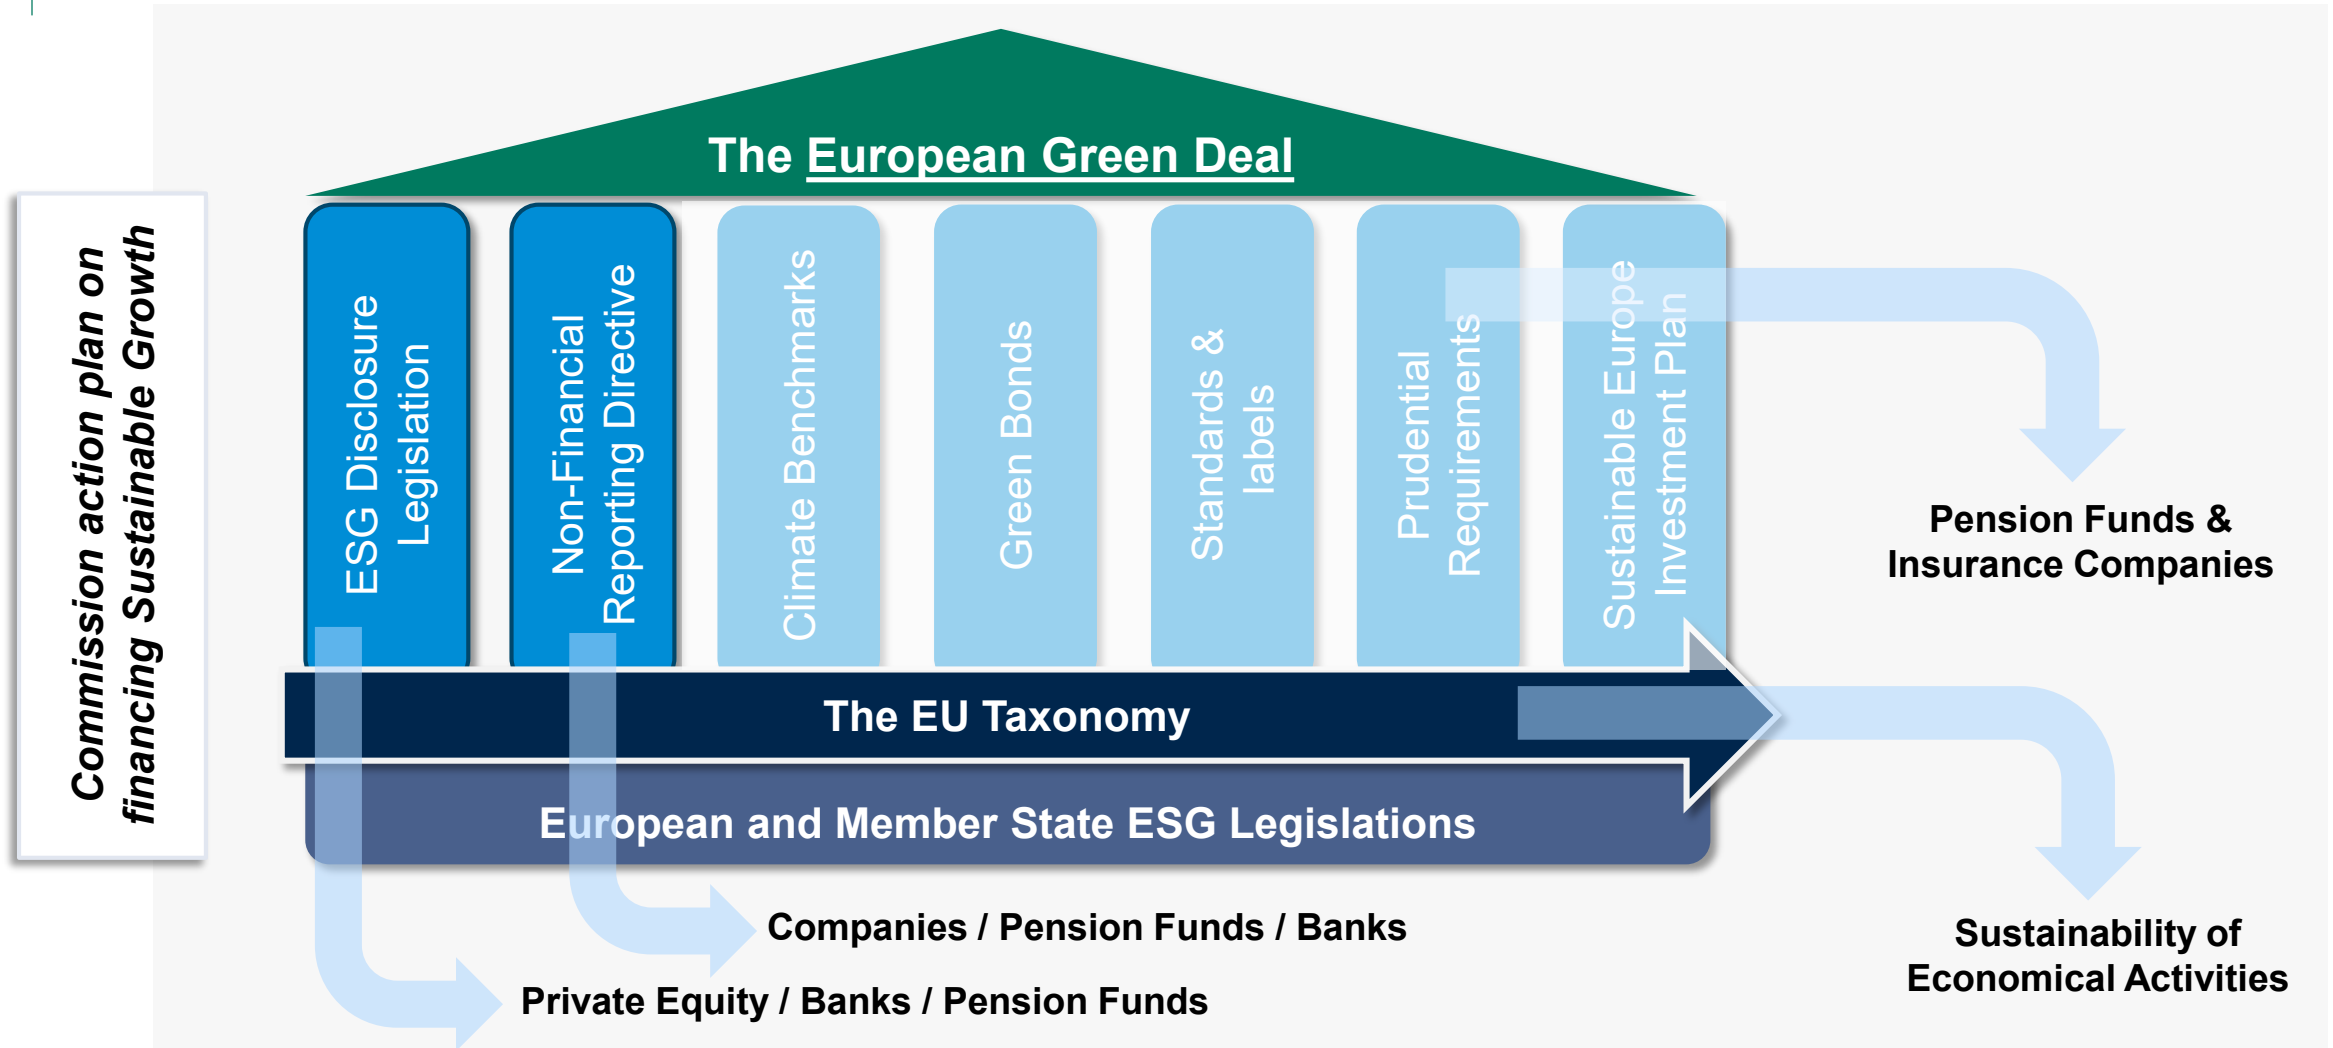 The European Green Deal
Commission action plan on
financing Sustainable Growth
ESG Disclosure
Legislation
Non-Financial
Reporting Directive
Climate Benchmarks
Green Bonds
Standards &
labels
Prudential
Requirements
Sustainable Europe
Investment Plan
Pension Funds &
Insurance Companies
The EU Taxonomy
European and Member State ESG Legislations
Companies / Pension Funds / Banks
Private Equity / Banks / Pension Funds
Sustainability of
Economical Activities